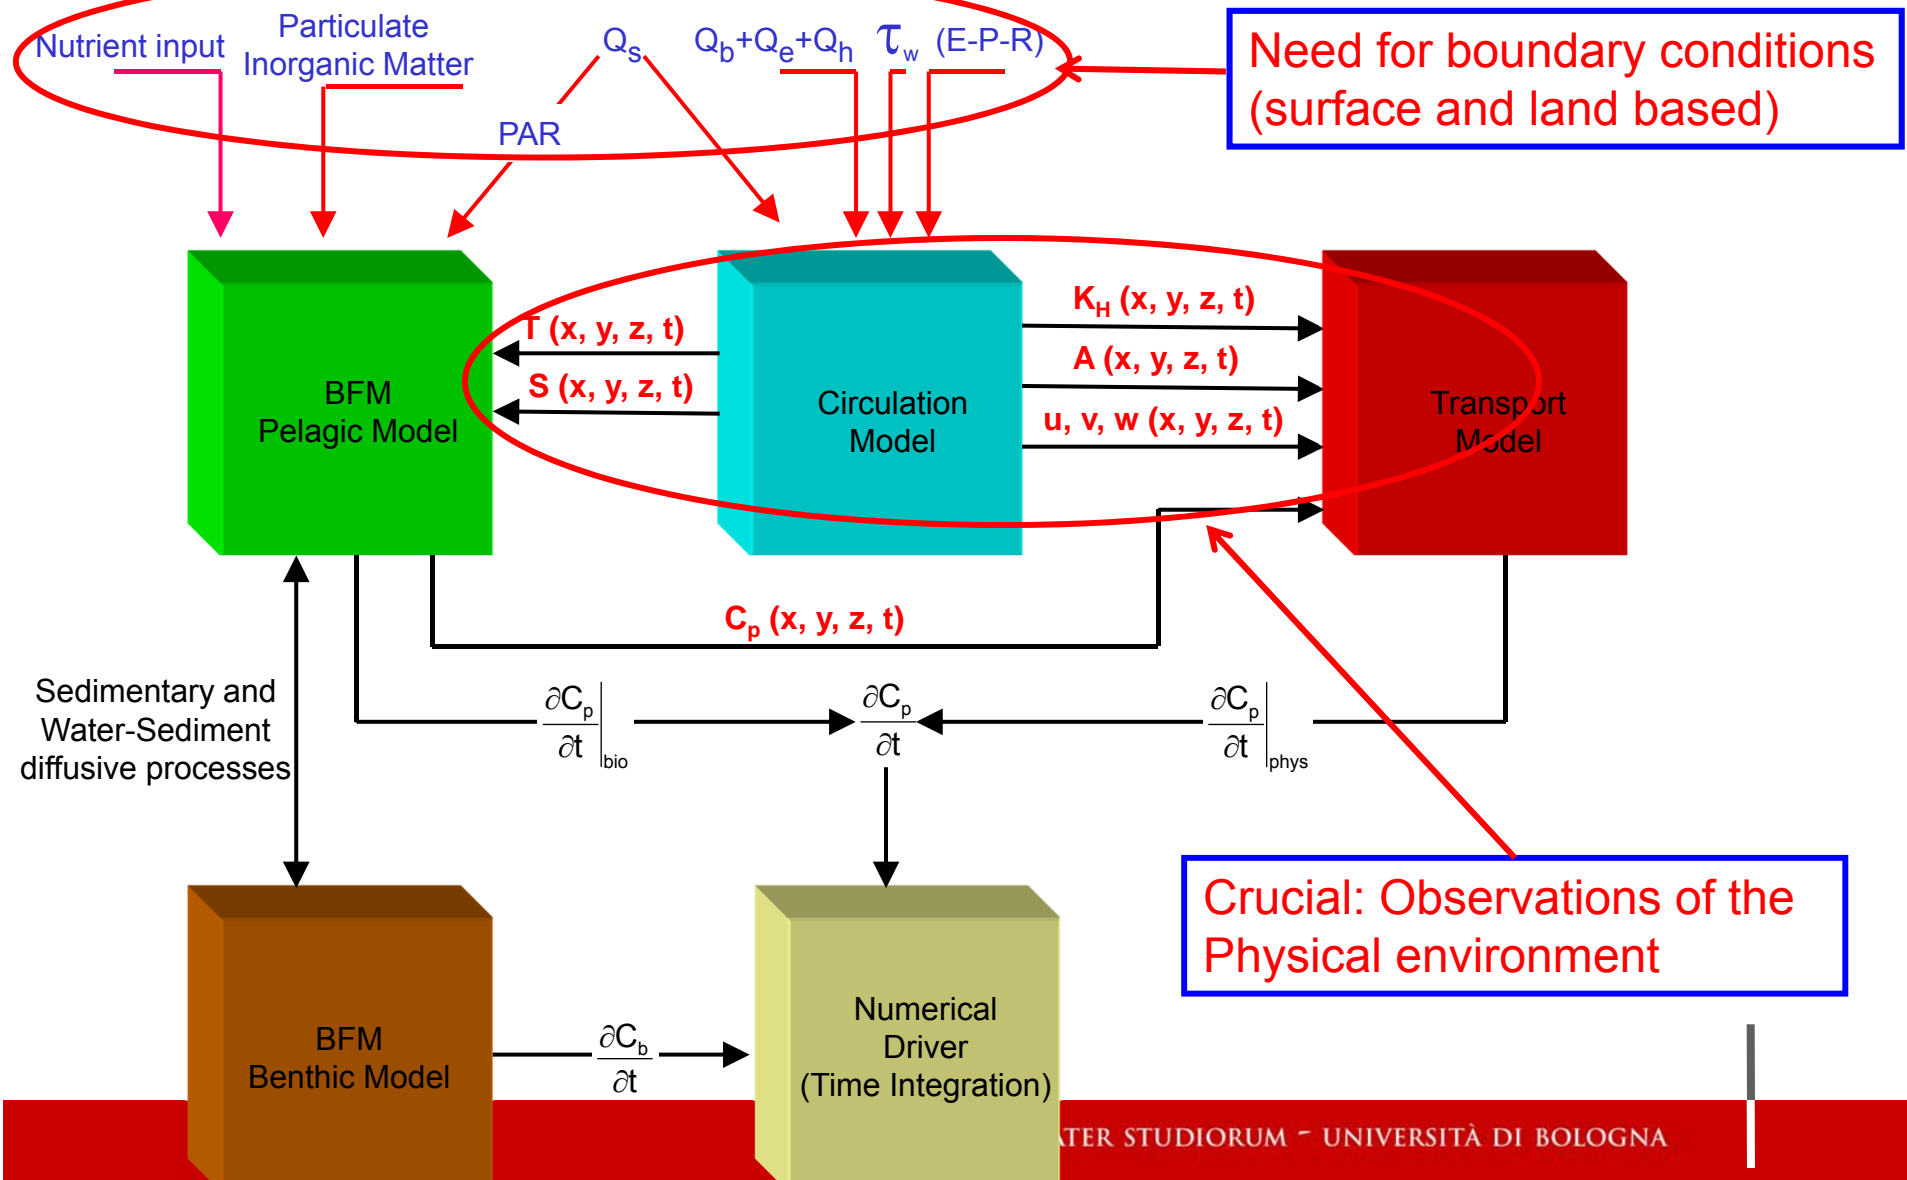 Nutrient input
Particulate
Inorganic Matter
Qs
Qb+Qe+Qh
τw
(E-P-R)
PAR
Need for boundary conditions
(surface and land based)
T (x, y, z, t)
S (x, y, z, t)
KH (x, y, z, t)
A (x, y, z, t)
u, v, w (x, y, z, t)
BFM
Pelagic Model
Circulation
Model
Transport
Model
Cp (x, y, z, t)
Sedimentary and
Water-Sediment
diffusive processes
∂Cp/∂t|bio
∂Cp/∂t
∂Cp/∂t|phys
Crucial: Observations of the
Physical environment
BFM
Benthic Model
∂Cb/∂t
Numerical
Driver
(Time Integration)
TER STUDIORUM - UNIVERSITÀ DI BOLOGNA